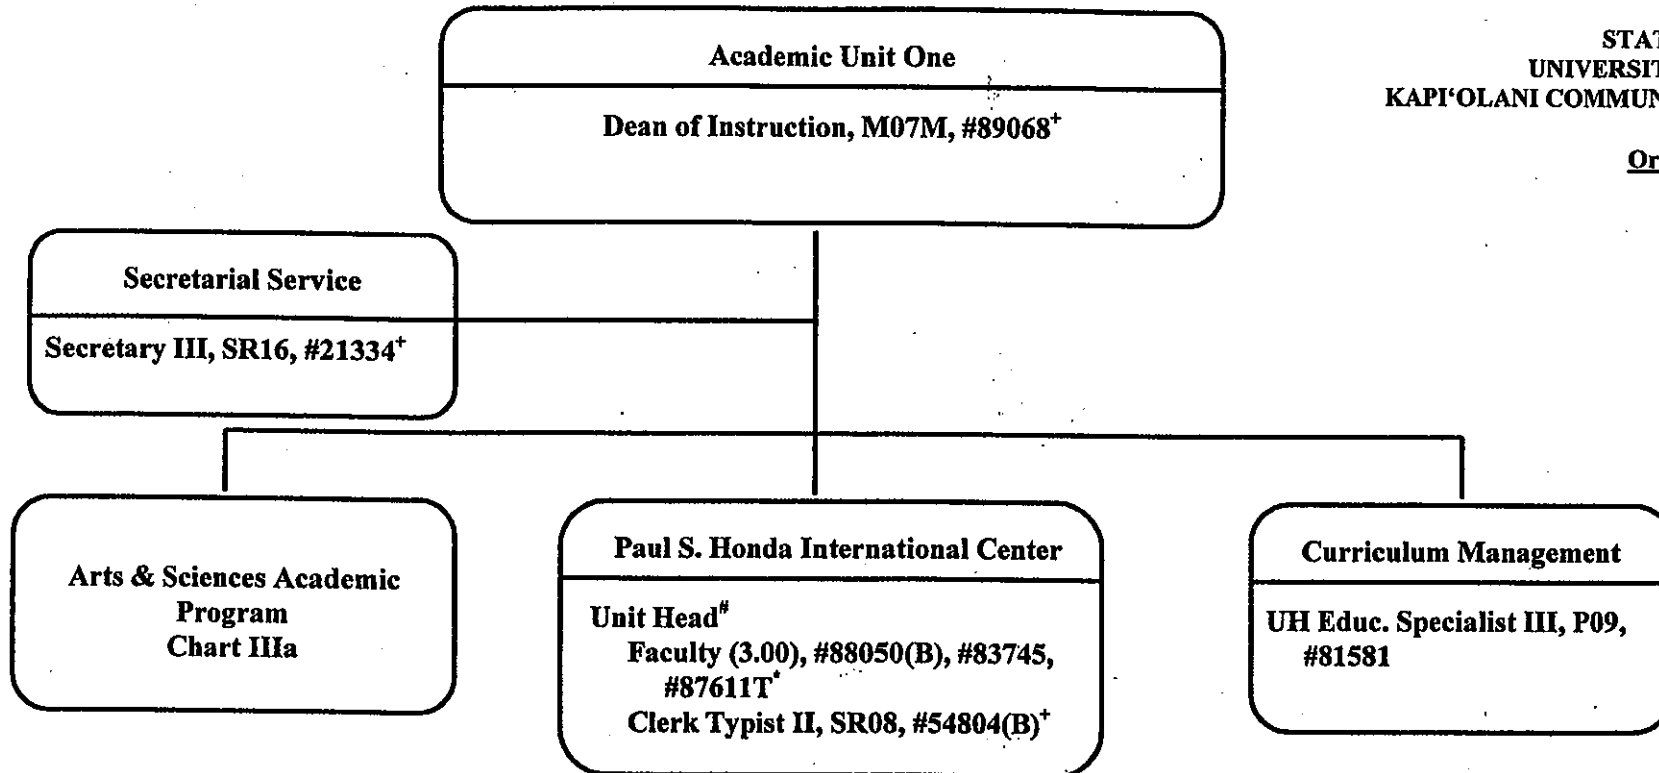 Academic Unit One
Dean of Instruction, M07M, #89068⁺
STAT
UNIVERSIT
KAPI‘OLANI COMMUN
Or
Secretarial Service
Secretary III, SR16, #21334⁺
Arts & Sciences Academic
Program
Chart IIIa
Paul S. Honda International Center
Unit Head#
Faculty (3.00), #88050(B), #83745,
#87611T*
Clerk Typist II, SR08, #54804(B)⁺
Curriculum Management
UH Educ. Specialist III, P09,
#81581